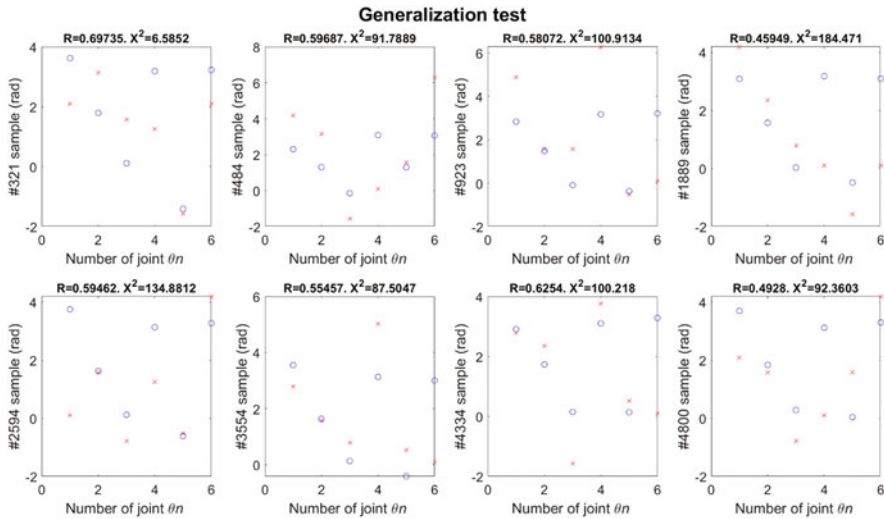 Generalization test
R=0.69735. X²=6.5852
R=0.59687. X²=91.7889
R=0.58072. X²=100.9134
R=0.45949. X²=184.471
#321 sample (rad)
4
2
0
-2
0 2 4 6
Number of joint θn
#484 sample (rad)
8
6
4
2
0
-2
0 2 4 6
Number of joint θn
#923 sample (rad)
6
4
2
0
-2
0 2 4 6
Number of joint θn
#1889 sample (rad)
4
2
0
-2
0 2 4 6
Number of joint θn
R=0.59462. X²=134.8812
R=0.55457. X²=87.5047
R=0.6254. X²=100.218
R=0.4928. X²=92.3603
#2594 sample (rad)
4
2
0
-2
0 2 4 6
Number of joint θn
#3554 sample (rad)
6
4
2
0
0 2 4 6
Number of joint θn
#4334 sample (rad)
4
2
0
-2
0 2 4 6
Number of joint θn
#4800 sample (rad)
4
2
0
-2
0 2 4 6
Number of joint θn